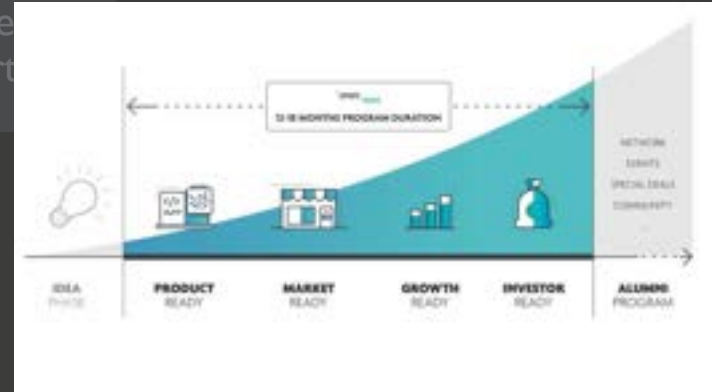 12-18 MONTHS PROGRAM DURATION
NETWORK
EVENTS
SPECIAL DEALS
COMMUNITY
IDEA
PHASE
PRODUCT
READY
MARKET
READY
GROWTH
READY
INVESTOR
READY
ALUMNI
PROGRAM